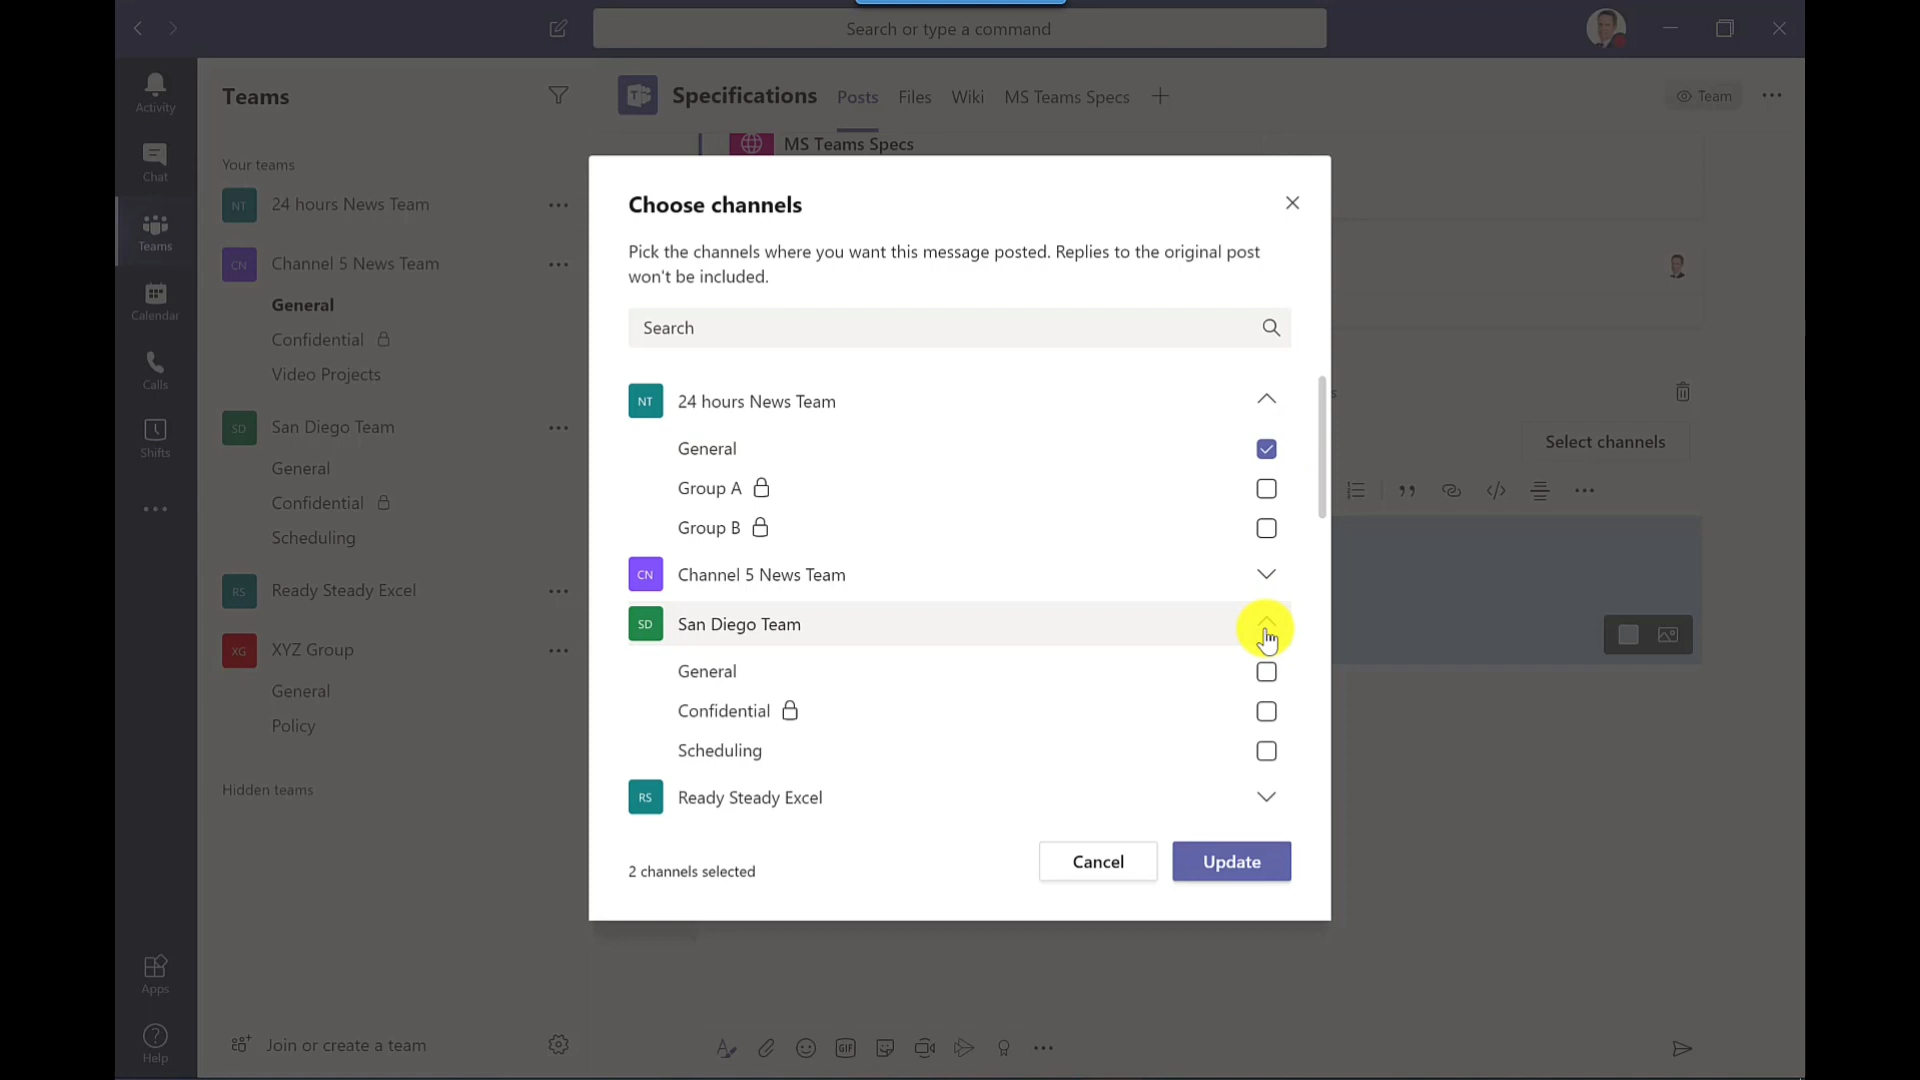 Search or type a command
Activity
Chat
Teams
Calendar
Calls
Shifts
Apps
Help
Teams
Your teams
NT 24 hours News Team
CN Channel 5 News Team
General
Confidential
Video Projects
SD San Diego Team
General
Confidential
Scheduling
RS Ready Steady Excel
XG XYZ Group
General
Policy
Hidden teams
Join or create a team
Specifications Posts Files Wiki MS Teams Specs
Team
MS Teams Specs
Choose channels
Pick the channels where you want this message posted. Replies to the original post
won't be included.
Search
NT 24 hours News Team
General
Group A
Group B
CN Channel 5 News Team
SD San Diego Team
General
Confidential
Scheduling
RS Ready Steady Excel
2 channels selected
Cancel
Update
Select channels
GIF